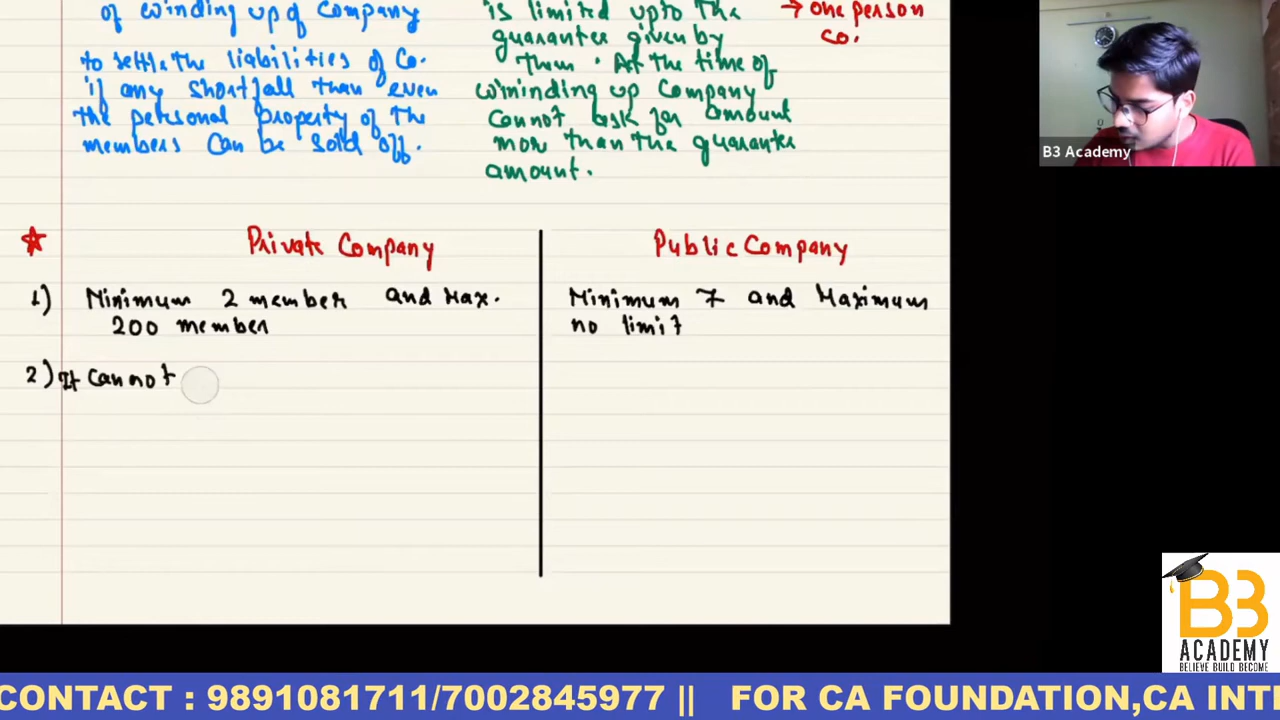 of winding up of Company
to settle the liabilities of Co.
if any shortfall than even
the personal property of the
members Can be Sold off.
is limited upto the
guarantee given by
them. At the time of
wininding up Company
cannot ask for amount
more than the guarantee
amount.
→ one person
Co.
B3 Academy
Private Company
Public Company
1) Minimum 2 member and Max.
200 member
Minimum 7 and Maximum
no limit
2) It Cannot
B3
ACADEMY
BELIEVE BUILD BECOME
CONTACT : 9891081711/7002845977 || FOR CA FOUNDATION,CA INTE